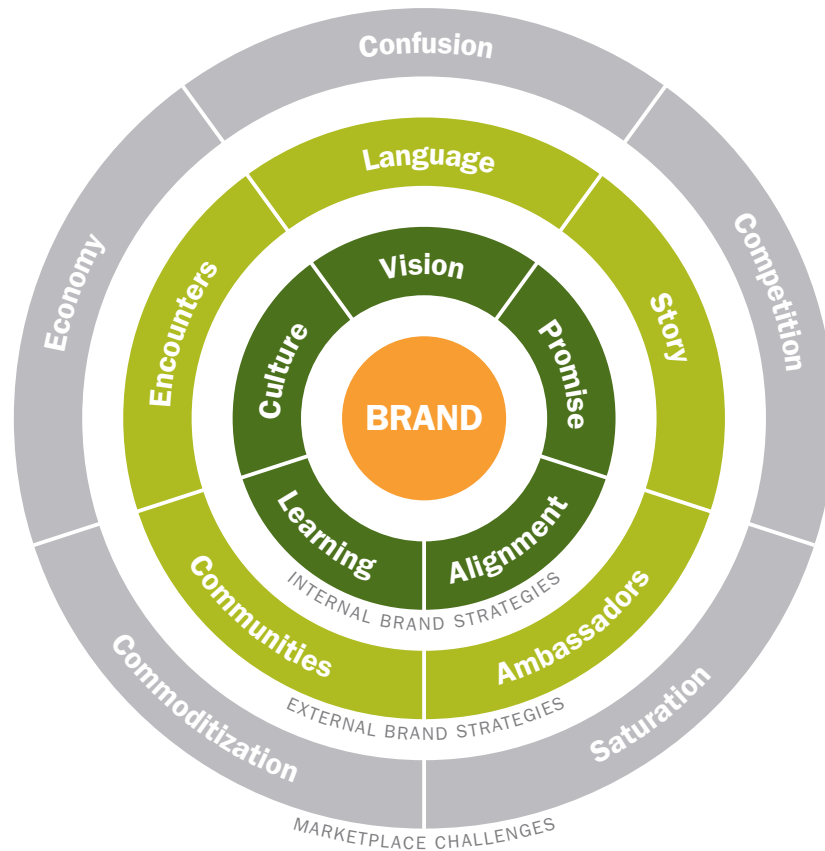 Confusion
Competition
Saturation
Commoditization
Economy
MARKETPLACE CHALLENGES
Language
Story
Ambassadors
Communities
Encounters
EXTERNAL BRAND STRATEGIES
Vision
Promise
Alignment
Learning
Culture
INTERNAL BRAND STRATEGIES
BRAND